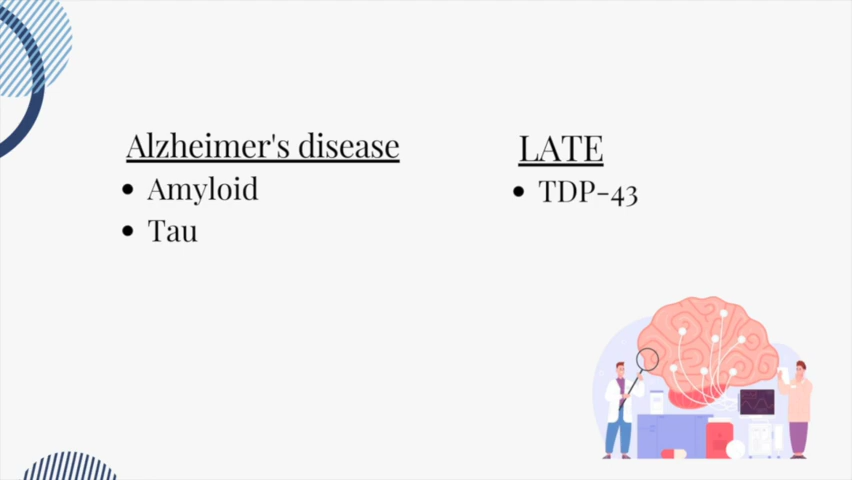 Alzheimer's disease
• Amyloid
• Tau
LATE
• TDP-43